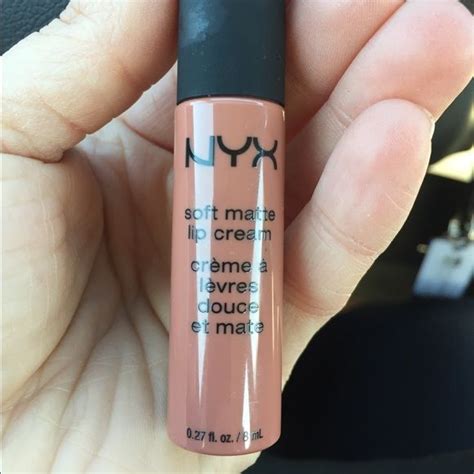 NYX
soft matte
lip cream
crème à
lèvres
douce
et mate
0.27 fl. oz. / 8 mL